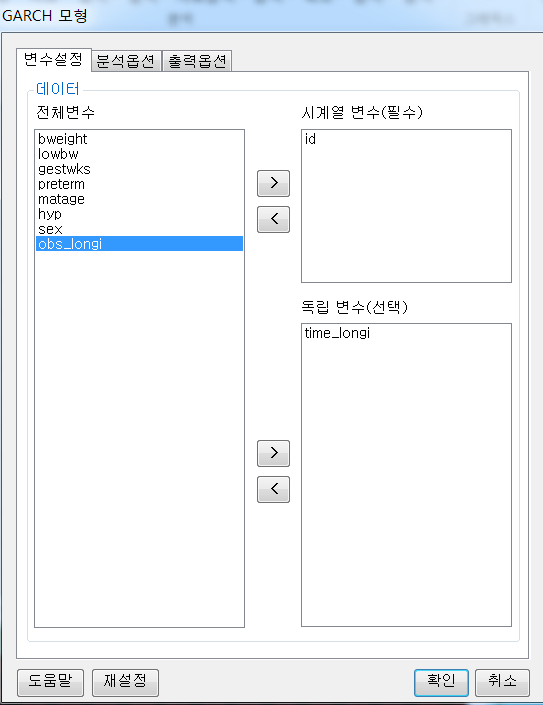 GARCH 모형
변수설정 분석옵션 출력옵션
데이터
전체변수
bweight
lowbw
gestwks
preterm
matage
hyp
sex
obs_longi
>
<
시계열 변수(필수)
id
독립 변수(선택)
time_longi
>
<
도움말 재설정 확인 취소